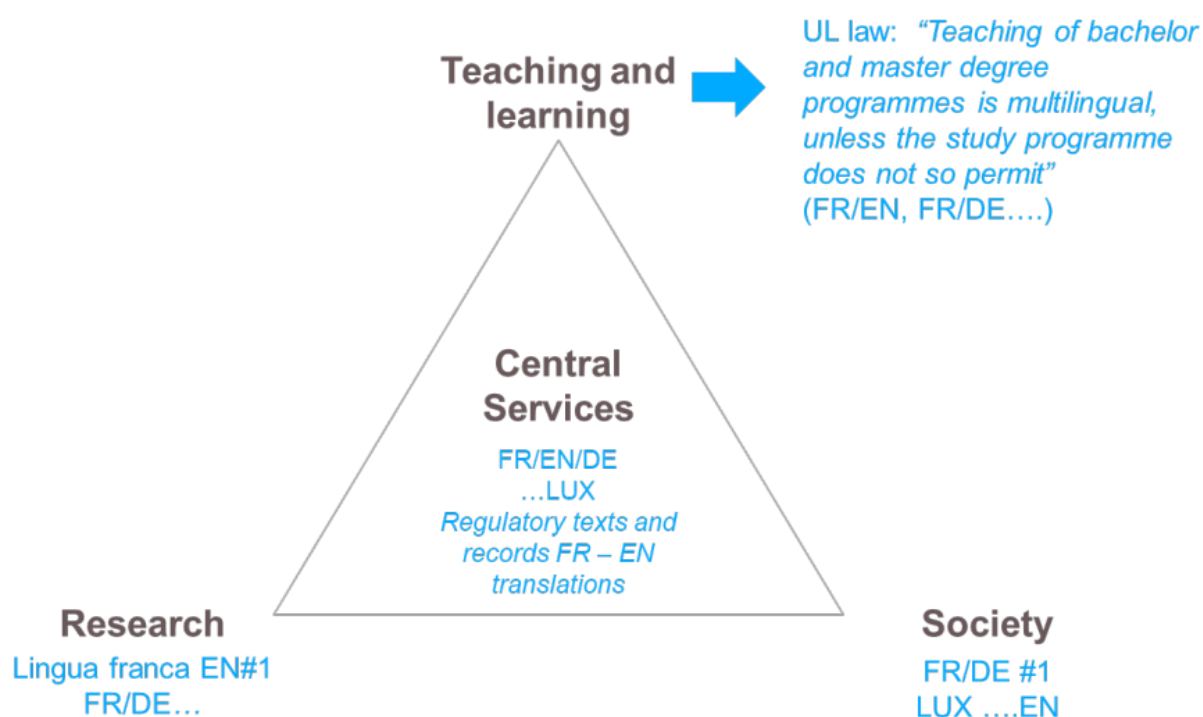 Teaching and
learning
UL law: “Teaching of bachelor
and master degree
programmes is multilingual,
unless the study programme
does not so permit”
(FR/EN, FR/DE….)
Central
Services
FR/EN/DE
…LUX
Regulatory texts and
records FR – EN
translations
Research
Lingua franca EN#1
FR/DE…
Society
FR/DE #1
LUX ….EN